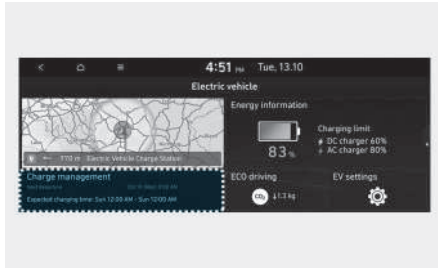 4:51 PM Tue, 13.10
Electric vehicle
Energy information
83%
Charging limit
DC charger 60%
AC charger 80%
770 m Electric Vehicle Charge Station
Charge management
Expected charging time: Sun 12:00 AM - Sun 12:00 AM
ECO driving
CO₂
EV settings